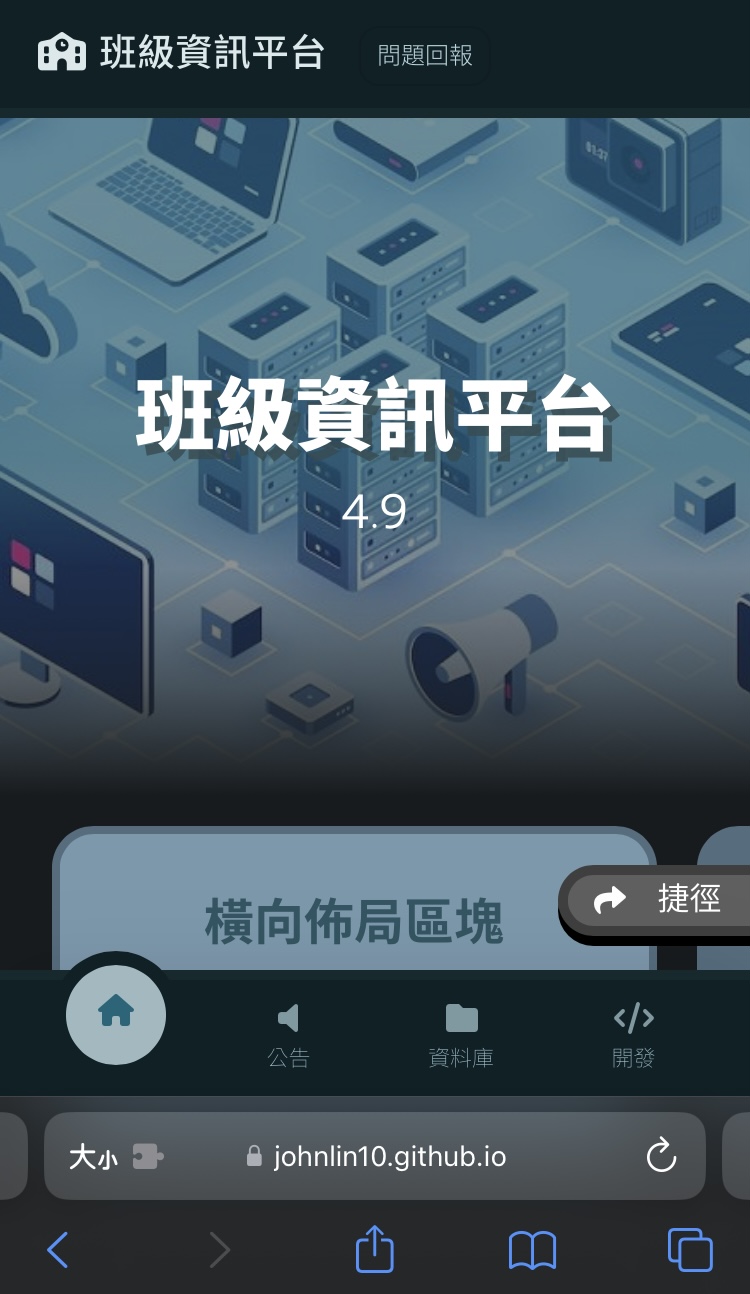 班級資訊平台
問題回報
01:37
班級資訊平台
4.9
橫向佈局區塊
捷徑
公告
資料庫
開發
大小
johnlin10.github.io